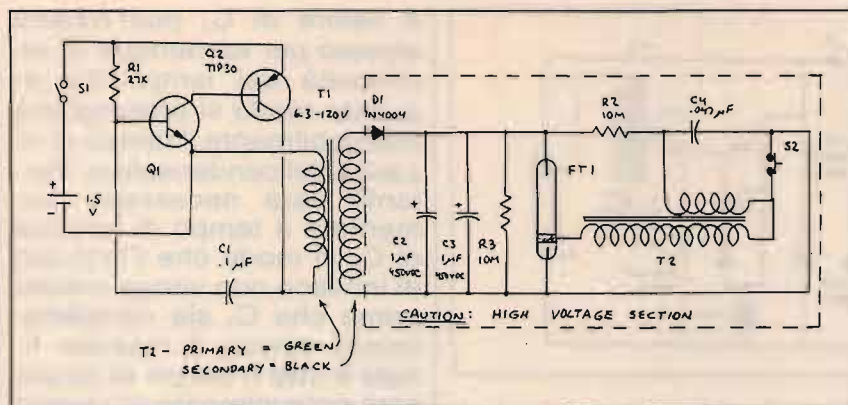 S1
R1
27K
Q2
TIP30
Q1
+
-
1.5
V
C1
.1µF
T1
6.3-120V
D1
1N4004
+
C2
1µF
450VDC
+
C3
1µF
450VDC
R3
10M
FT1
R2
10M
C4
.047µF
S2
T2
CAUTION: HIGH VOLTAGE SECTION
T2 - PRIMARY = GREEN
SECONDARY = BLACK